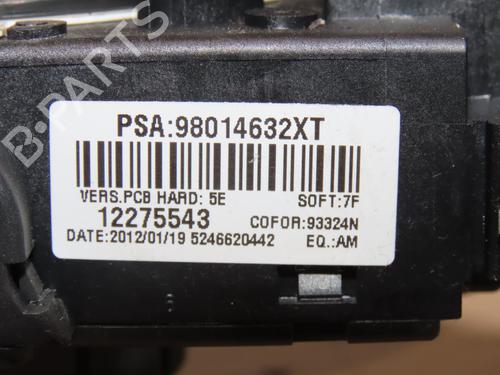 B-PARTS
PSA:98014632XT
VERS.PCB HARD: 5E SOFT:7F
12275543 COFOR:93324N
DATE:2012/01/19 5246620442 EQ.:AM